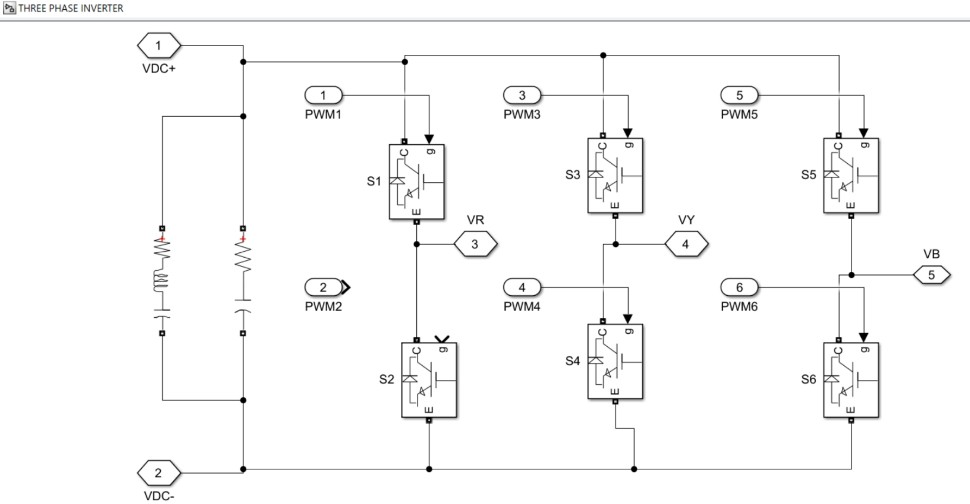 THREE PHASE INVERTER
1
VDC+
1
PWM1
3
PWM3
5
PWM5
C
g
S1
E
C
g
S3
E
C
g
S5
E
VR
3
VY
4
VB
5
2
PWM2
4
PWM4
6
PWM6
C
g
S2
E
C
g
S4
E
C
g
S6
E
2
VDC-